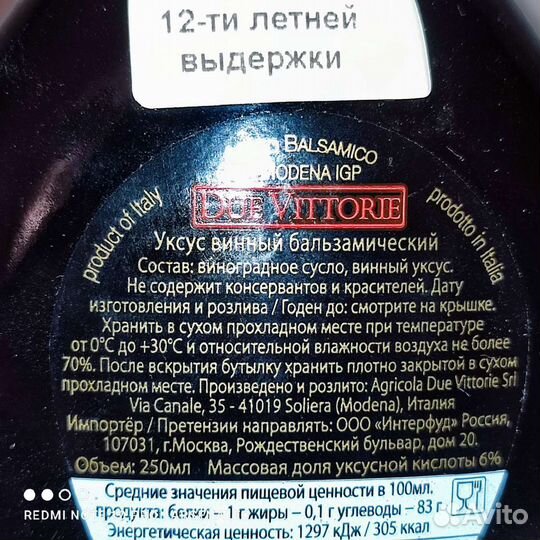 12-ти летней
выдержки
BALSAMICO
MODENA IGP
DUE VITTORIE
product of Italy
prodotto in Italia
Уксус винный бальзамический
Состав: виноградное сусло, винный уксус.
Не содержит консервантов и красителей. Дату
изготовления и розлива / Годен до: смотрите на крышке.
Хранить в сухом прохладном месте при температуре
от 0°C до +30°C и относительной влажности воздуха не более
70%. После вскрытия бутылку хранить плотно закрытой в сухом
прохладном месте. Произведено и розлито: Agricola Due Vittorie Srl
Via Canale, 35 - 41019 Soliera (Modena), Италия
Импортёр / Претензии направлять: ООО «Интерфуд» Россия,
107031, г.Москва, Рождественский бульвар, дом 20.
Объем: 250мл Массовая доля уксусной кислоты 6%
Средние значения пищевой ценности в 100мл.
продукта: белки – 1 г жиры – 0,1 г углеводы – 83 г
Энергетическая ценность: 1297 кДж / 305 ккал
REDMI
Avito